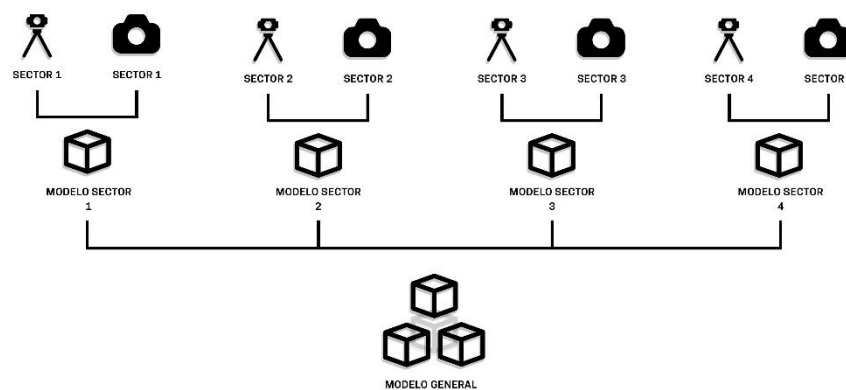 SECTOR 1
SECTOR 1
SECTOR 2
SECTOR 2
SECTOR 3
SECTOR 3
SECTOR 4
SECTOR
MODELO SECTOR
1
MODELO SECTOR
2
MODELO SECTOR
3
MODELO SECTOR
4
MODELO GENERAL